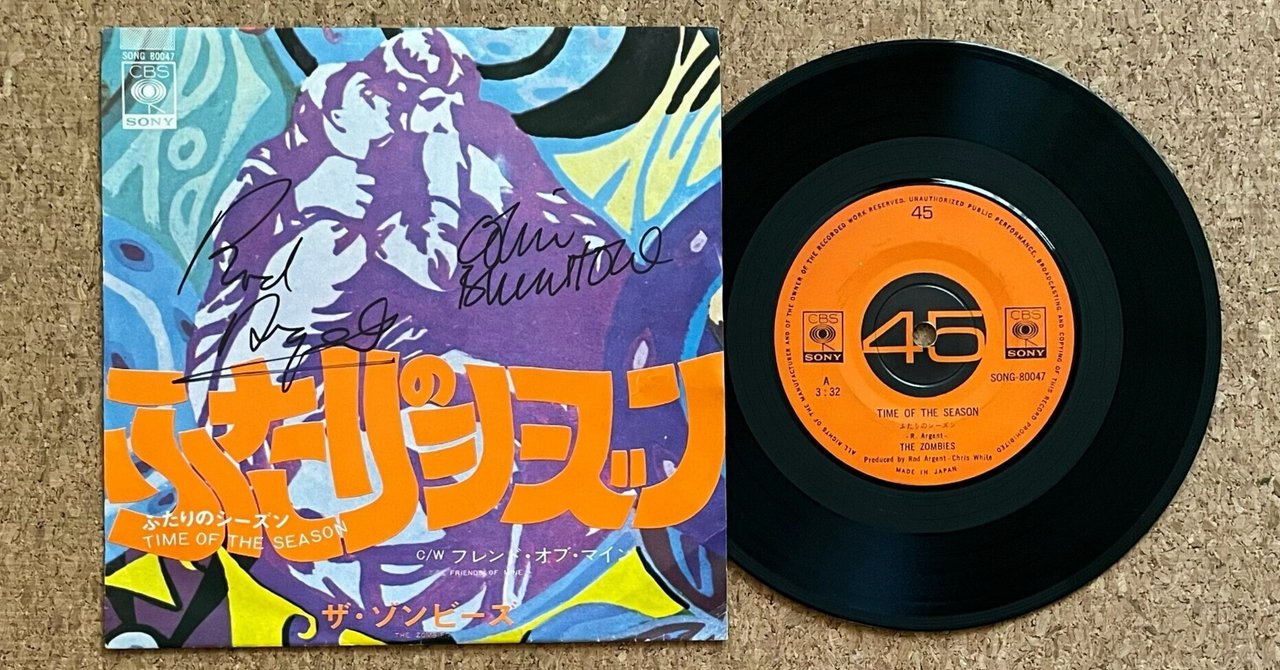 SONG 80047
CBS
SONY
Rod
Argent
Colin
Blunstone
ふたりのシーズン
ふたりのシーズン
TIME OF THE SEASON
C/W フレンド・オブ・マイン
FRIENDS OF MINE
ザ・ゾンビーズ
THE ZOMBIES
ALL RIGHTS OF THE MANUFACTURER AND OF THE OWNER OF THE RECORDED WORK RESERVED. UNAUTHORIZED PUBLIC PERFORMANCE, BROADCASTING AND COPYING OF THIS RECORD PROHIBITED
45
CBS
SONY
45
CBS
SONY
A
3:32
SONG-80047
TIME OF THE SEASON
ふたりのシーズン
-R. Argent-
THE ZOMBIES
Produced by Rod Argent-Chris White
MADE IN JAPAN